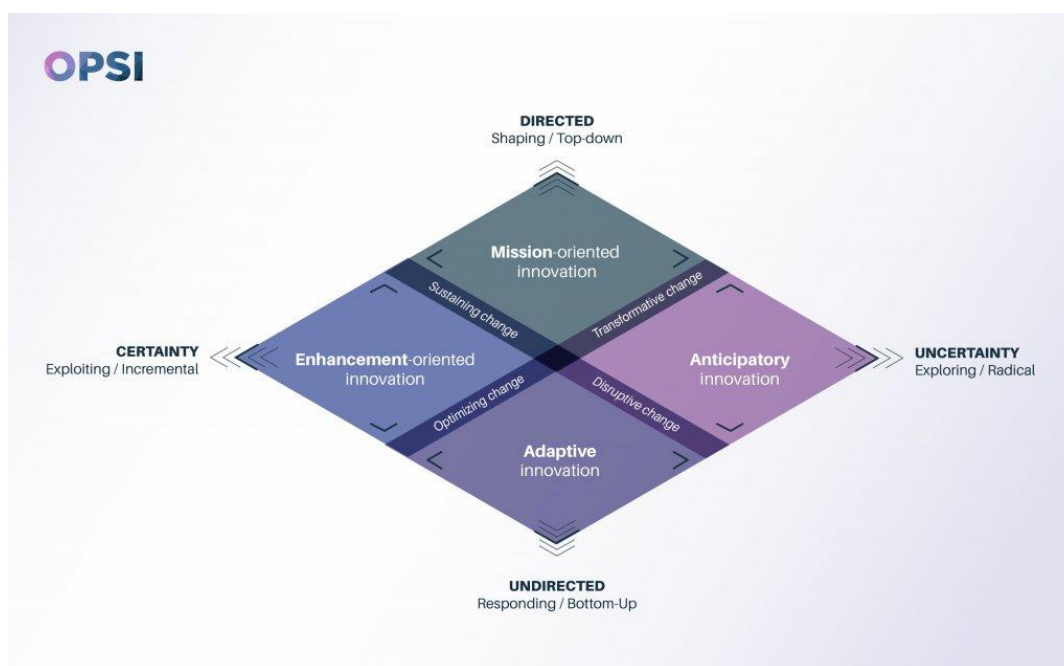 OPSI
DIRECTED
Shaping / Top-down
Mission-oriented
innovation
Sustaining change
Transformative change
CERTAINTY
Exploiting / Incremental
Enhancement-oriented
innovation
Anticipatory
innovation
UNCERTAINTY
Exploring / Radical
Optimizing change
Disruptive change
Adaptive
innovation
UNDIRECTED
Responding / Bottom-Up